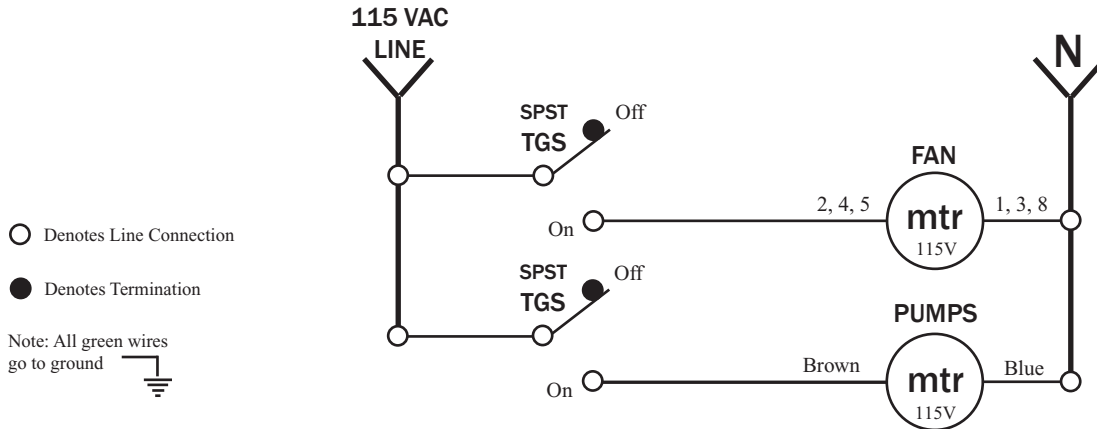 115 VAC
LINE
N
SPST
TGS
Off
On
2, 4, 5
FAN
mtr
115V
1, 3, 8
Denotes Line Connection
Denotes Termination
Note: All green wires
go to ground
SPST
TGS
Off
On
Brown
PUMPS
mtr
115V
Blue